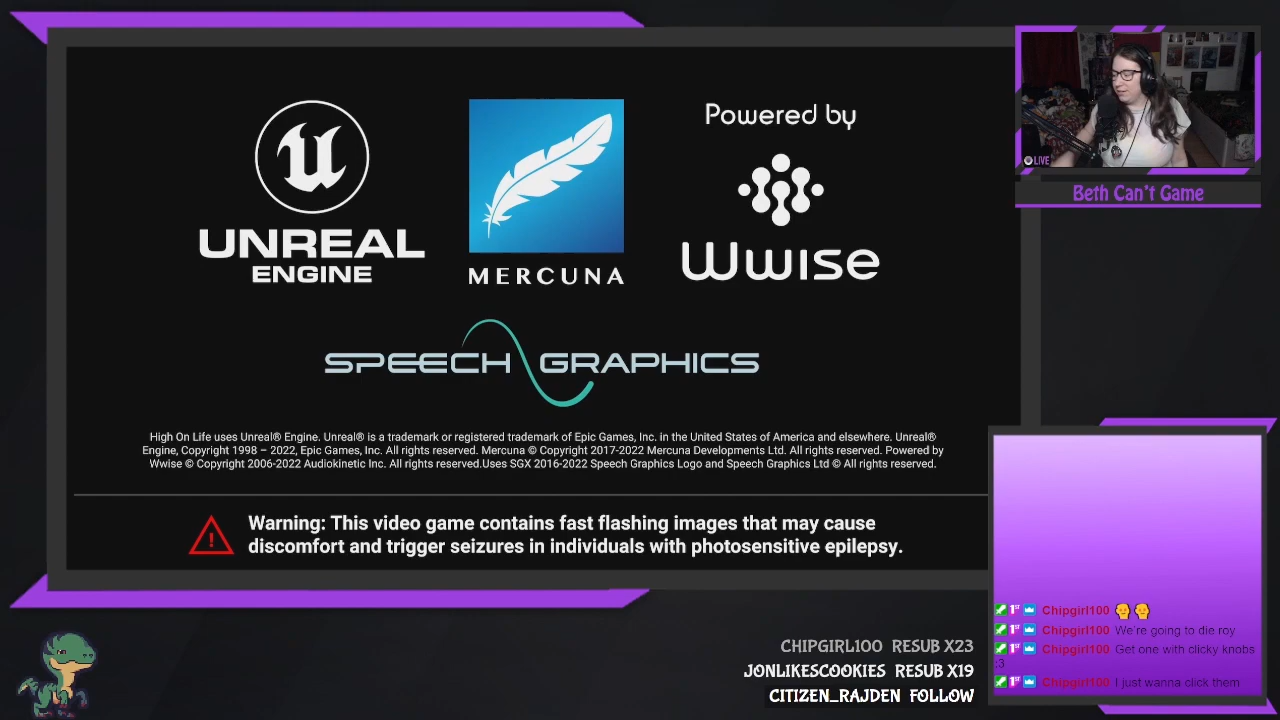 UNREAL
ENGINE
MERCUNA
Powered by
Wwise
SPEECH GRAPHICS
High On Life uses Unreal® Engine. Unreal® is a trademark or registered trademark of Epic Games, Inc. in the United States of America and elsewhere. Unreal®
Engine, Copyright 1998 – 2022, Epic Games, Inc. All rights reserved. Mercuna © Copyright 2017-2022 Mercuna Developments Ltd. All rights reserved. Powered by
Wwise © Copyright 2006-2022 Audiokinetic Inc. All rights reserved.Uses SGX 2016-2022 Speech Graphics Logo and Speech Graphics Ltd © All rights reserved.
Warning: This video game contains fast flashing images that may cause
discomfort and trigger seizures in individuals with photosensitive epilepsy.
LIVE
Beth Can't Game
1ST Chipgirl100
1ST Chipgirl100 We're going to die roy
1ST Chipgirl100 Get one with clicky knobs
:3
1ST Chipgirl100 I just wanna click them
CHIPGIRL100 RESUB X23
JONLIKESCOOKIES RESUB X19
CITIZEN_RAJDEN FOLLOW